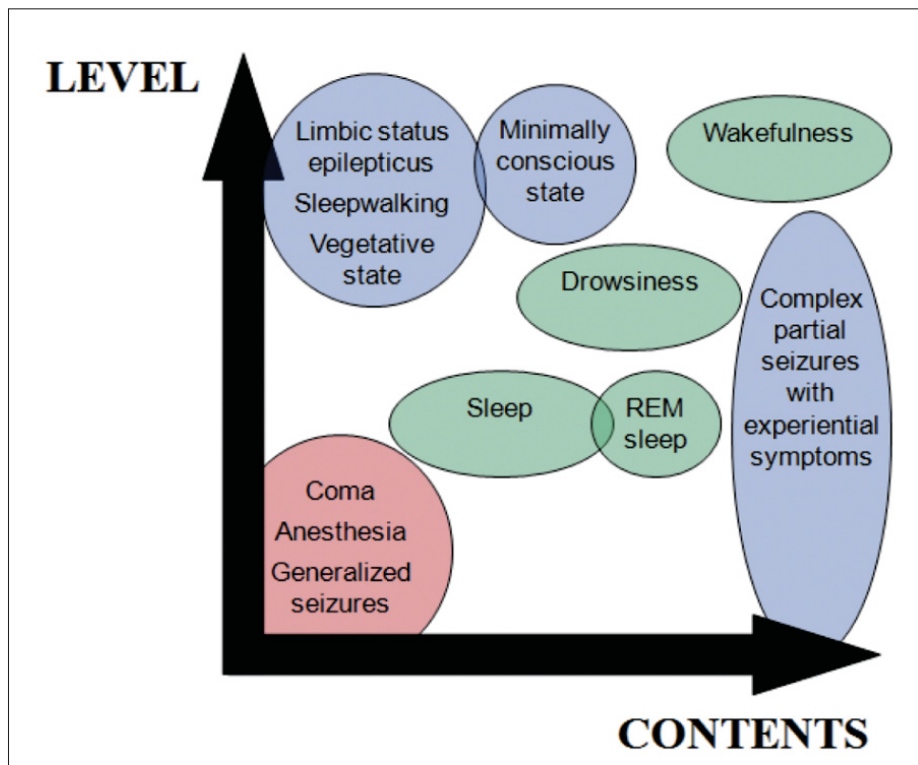 LEVEL
Limbic status
epilepticus
Sleepwalking
Vegetative
state
Minimally
conscious
state
Wakefulness
Drowsiness
Complex
partial
seizures
with
experiential
symptoms
Sleep
REM
sleep
Coma
Anesthesia
Generalized
seizures
CONTENTS